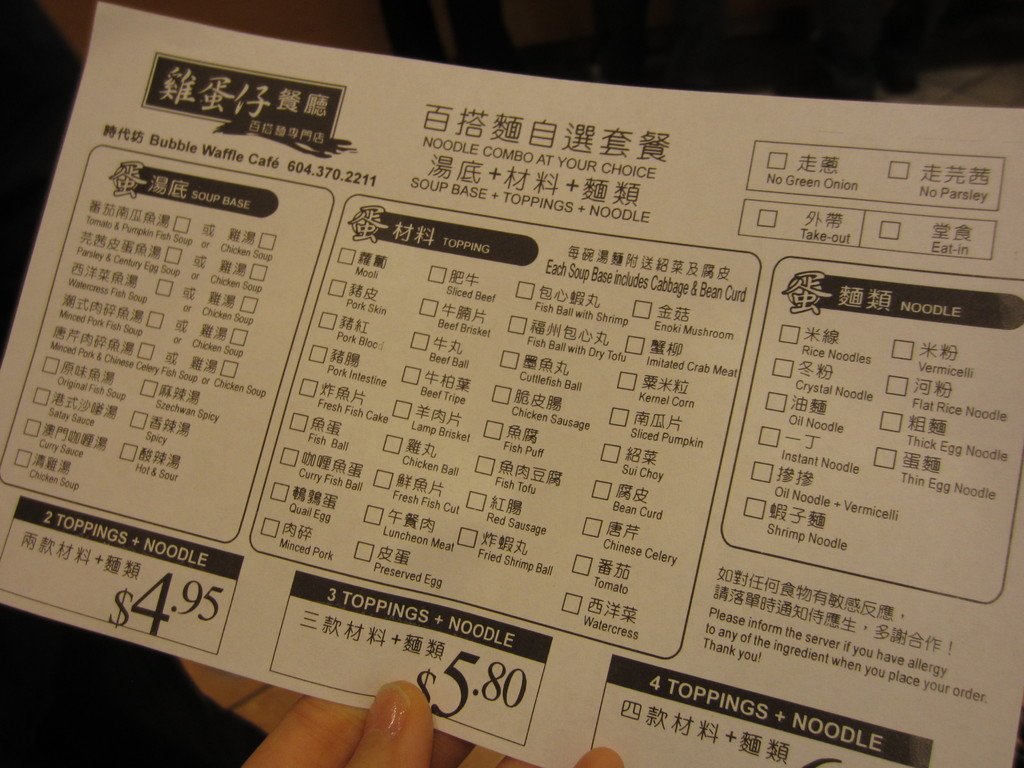 雞蛋仔餐廳
百搭麵專門店
時代坊 Bubble Waffle Café 604.370.2211
百搭麵自選套餐
NOODLE COMBO AT YOUR CHOICE
湯底+材料+麵類
SOUP BASE + TOPPINGS + NOODLE
走蔥
No Green Onion
走芫茜
No Parsley
外帶
Take-out
堂食
Eat-in
蛋 湯底 SOUP BASE
番茄南瓜魚湯 或 雞湯
Tomato & Pumpkin Fish Soup or Chicken Soup
芫茜皮蛋魚湯 或 雞湯
Parsley & Century Egg Soup or Chicken Soup
西洋菜魚湯 或 雞湯
Watercress Fish Soup or Chicken Soup
潮式肉碎魚湯 或 雞湯
Minced Pork Fish Soup or Chicken Soup
唐芹肉碎魚湯 或 雞湯
Minced Pork & Chinese Celery Fish Soup or Chicken Soup
原味魚湯
Original Fish Soup
港式沙嗲湯
Satay Sauce
澳門咖喱湯
Curry Sauce
清雞湯
Chicken Soup
麻辣湯
Szechwan Spicy
香辣湯
Spicy
酸辣湯
Hot & Sour
蛋 材料 TOPPING
每碗湯麵附送紹菜及腐皮
Each Soup Base includes Cabbage & Bean Curd
蘿蔔
Mooli
豬皮
Pork Skin
豬紅
Pork Blood
豬腸
Pork Intestine
炸魚片
Fresh Fish Cake
魚蛋
Fish Ball
咖喱魚蛋
Curry Fish Ball
鵪鶉蛋
Quail Egg
肉碎
Minced Pork
肥牛
Sliced Beef
牛腩片
Beef Brisket
牛丸
Beef Ball
牛柏葉
Beef Tripe
羊肉片
Lamp Brisket
雞丸
Chicken Ball
鮮魚片
Fresh Fish Cut
午餐肉
Luncheon Meat
皮蛋
Preserved Egg
包心蝦丸
Fish Ball with Shrimp
福州包心丸
Fish Ball with Dry Tofu
墨魚丸
Cuttlefish Ball
脆皮腸
Chicken Sausage
魚腐
Fish Puff
魚肉豆腐
Fish Tofu
紅腸
Red Sausage
炸蝦丸
Fried Shrimp Ball
金菇
Enoki Mushroom
蟹柳
Imitated Crab Meat
粟米粒
Kernel Corn
南瓜片
Sliced Pumpkin
紹菜
Sui Choy
腐皮
Bean Curd
唐芹
Chinese Celery
番茄
Tomato
西洋菜
Watercress
蛋 麵類 NOODLE
米線
Rice Noodles
冬粉
Crystal Noodle
油麵
Oil Noodle
一丁
Instant Noodle
摻摻
Oil Noodle + Vermicelli
蝦子麵
Shrimp Noodle
米粉
Vermicelli
河粉
Flat Rice Noodle
粗麵
Thick Egg Noodle
蛋麵
Thin Egg Noodle
如對任何食物有敏感反應，
請落單時通知侍應生，多謝合作！
Please inform the server if you have allergy
to any of the ingredient when you place your order.
Thank you!
2 TOPPINGS + NOODLE
兩款材料+麵類
$4.95
3 TOPPINGS + NOODLE
三款材料+麵類
$5.80
4 TOPPINGS + NOODLE
四款材料+麵類